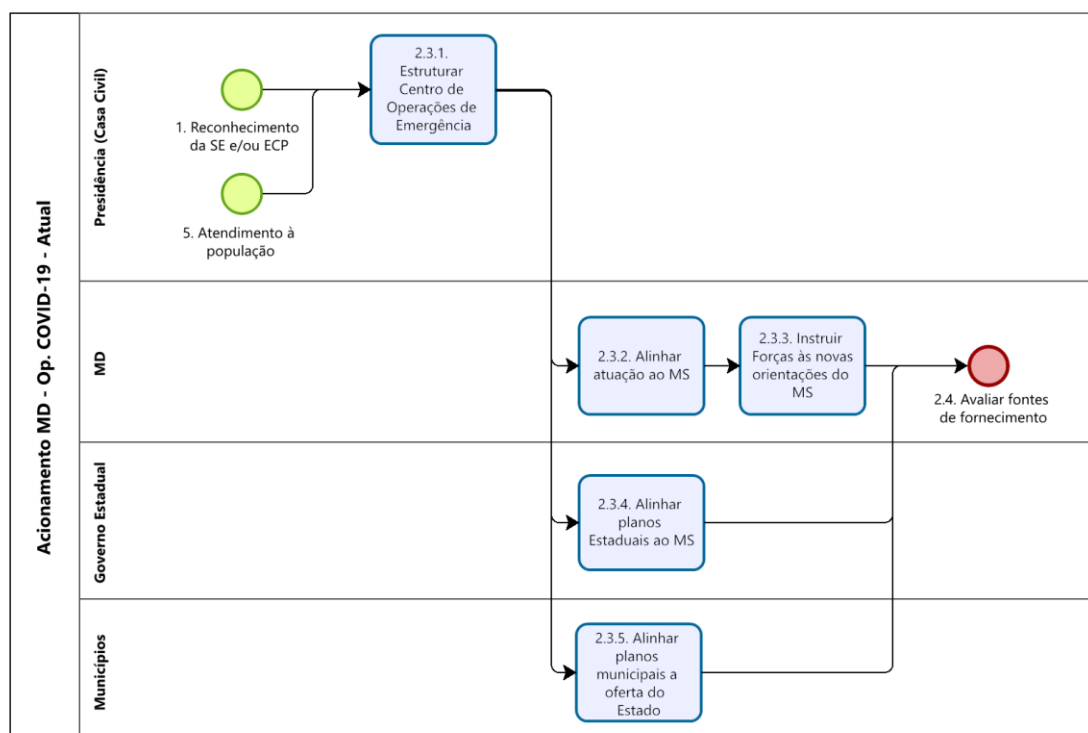 Acionamento MD - Op. COVID-19 - Atual
Presidência (Casa Civil)
1. Reconhecimento
da SE e/ou ECP
5. Atendimento à
população
2.3.1.
Estruturar
Centro de
Operações de
Emergência
MD
2.3.2. Alinhar
atuação ao MS
2.3.3. Instruir
Forças às novas
orientações do
MS
2.4. Avaliar fontes
de fornecimento
Governo Estadual
2.3.4. Alinhar
planos
Estaduais ao MS
Municípios
2.3.5. Alinhar
planos
municipais a
oferta do
Estado